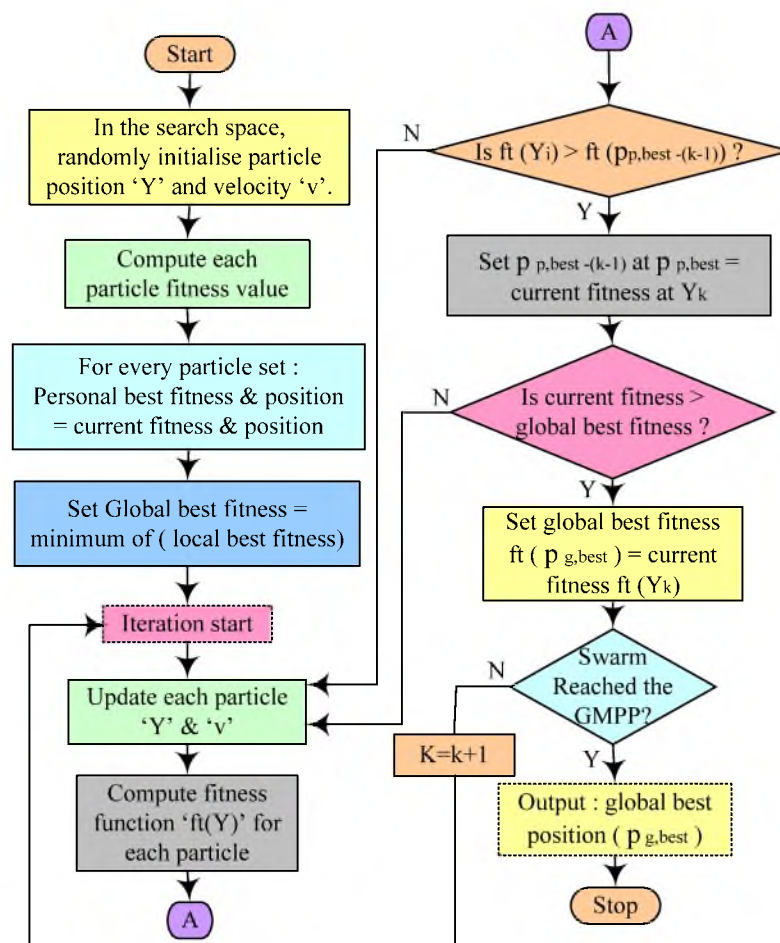 Start
In the search space,
randomly initialise particle
position ‘Y’ and velocity ‘v’.
Compute each
particle fitness value
For every particle set :
Personal best fitness & position
= current fitness & position
Set Global best fitness =
minimum of ( local best fitness)
Iteration start
Update each particle
‘Y’ & ‘v’
Compute fitness
function ‘ft(Y)’ for
each particle
A
A
Is ft (Yi) > ft (pp,best -(k-1)) ?
N
Y
Set p p,best -(k-1) at p p,best =
current fitness at Yk
Is current fitness >
global best fitness ?
N
Y
Set global best fitness
ft ( p g,best ) = current
fitness ft (Yk)
Swarm
Reached the
GMPP?
N
K=k+1
Y
Output : global best
position ( p g,best )
Stop